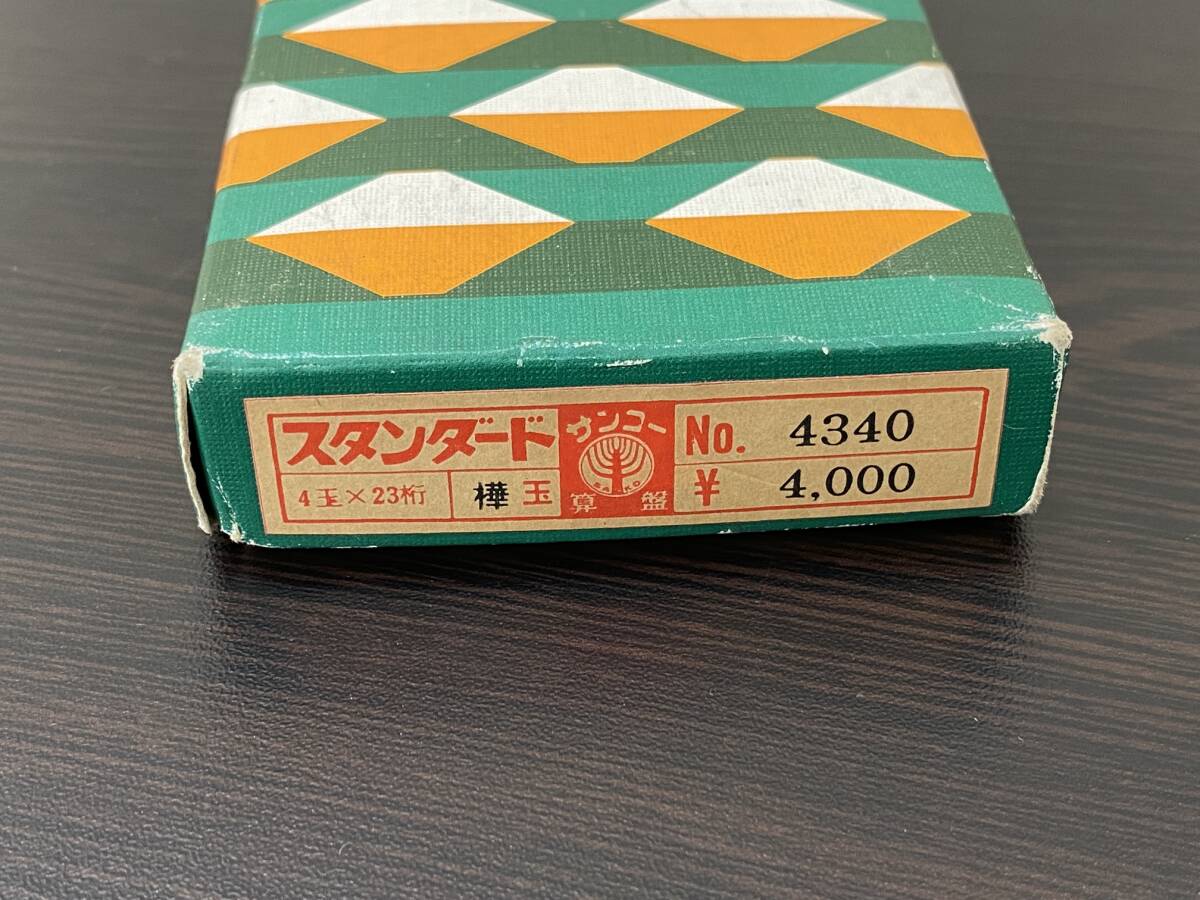 スタンダード
4玉×23桁
樺玉
サンコー
SANKO
算盤
No. 4340
¥ 4,000